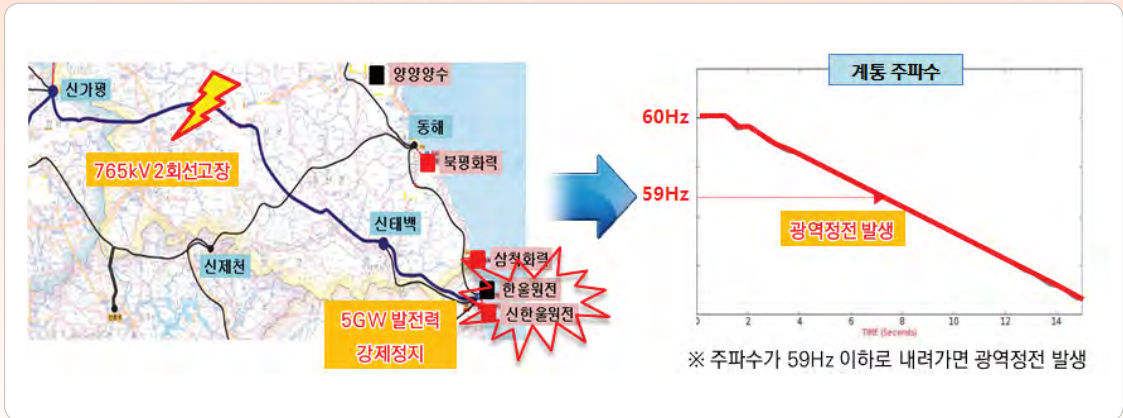 신가평
양양양수
동해
765kV 2회선고장
북평화력
신태백
신제천
삼척화력
한울원전
신한울원전
5GW 발전력
강제정지
계통 주파수
60Hz
59Hz
광역정전 발생
0 2 4 6 8 10 12 14
TIME (Seconds)
※ 주파수가 59Hz 이하로 내려가면 광역정전 발생